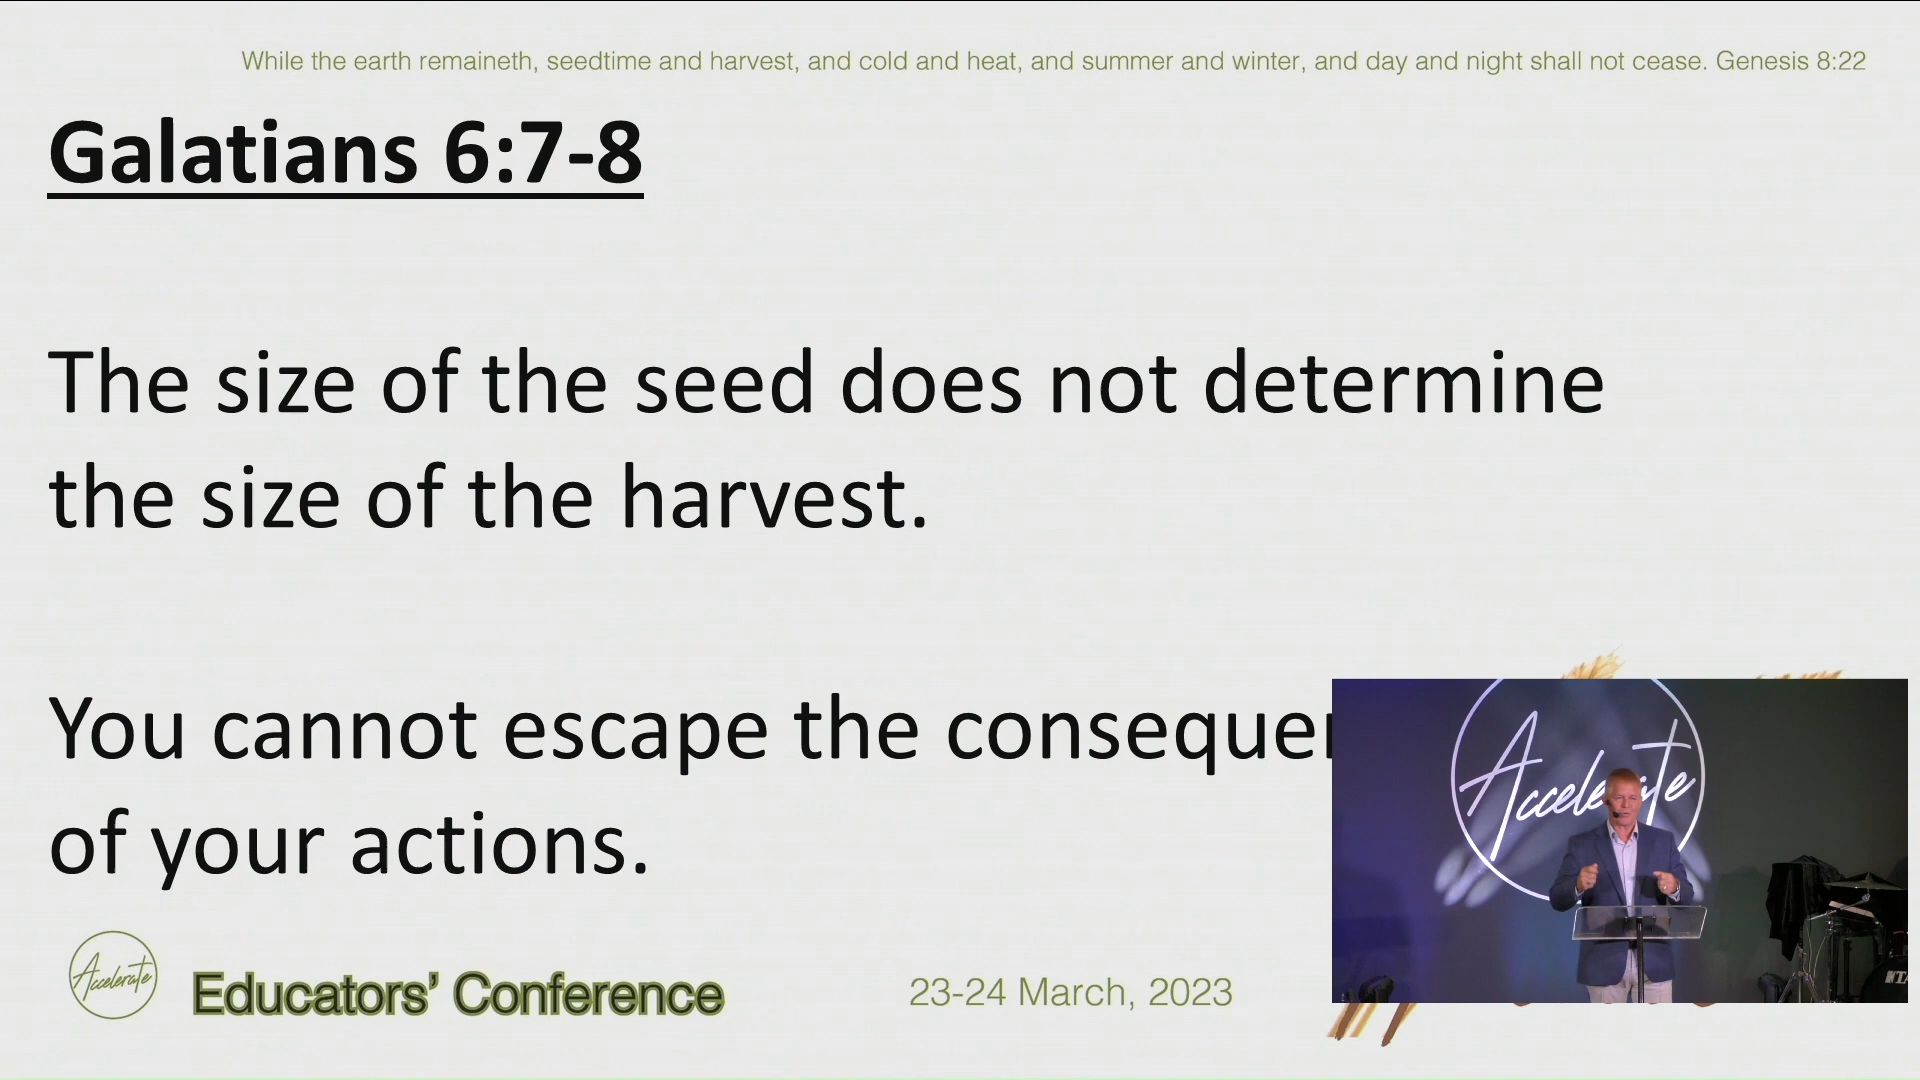 While the earth remaineth, seedtime and harvest, and cold and heat, and summer and winter, and day and night shall not cease. Genesis 8:22
Galatians 6:7-8
The size of the seed does not determine
the size of the harvest.
You cannot escape the
of your actions.
Accelerate
Accelerate
Educators’ Conference
23-24 March, 2023